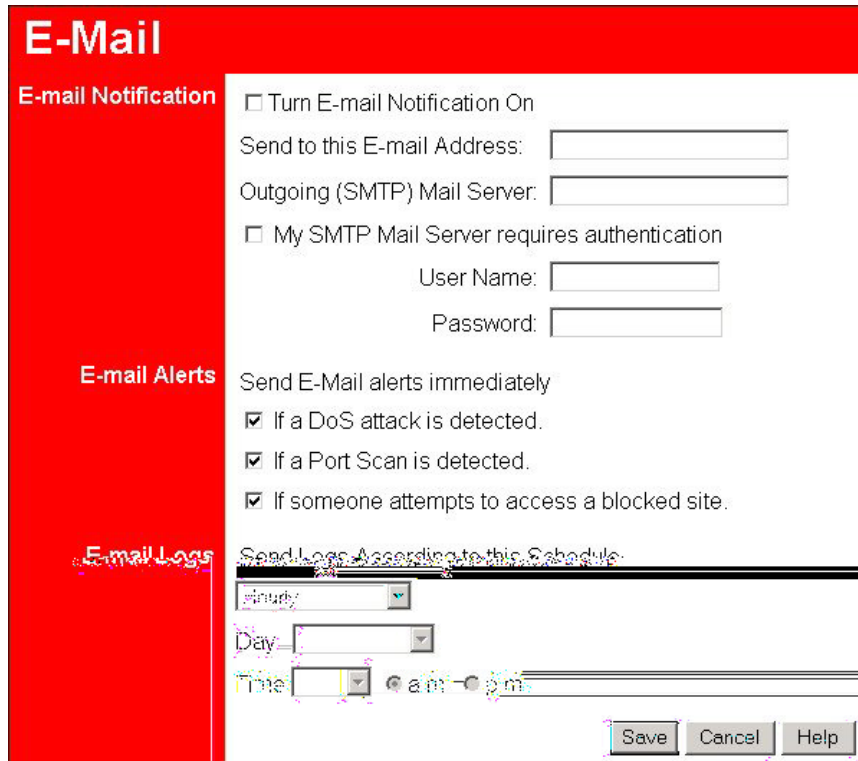 E-Mail
E-mail Notification
Turn E-mail Notification On
Send to this E-mail Address:
Outgoing (SMTP) Mail Server:
My SMTP Mail Server requires authentication
User Name:
Password:
E-mail Alerts
Send E-Mail alerts immediately
If a DoS attack is detected.
If a Port Scan is detected.
If someone attempts to access a blocked site.
E-mail Logs
Send Logs According to this Schedule
Hourly
Day
Time
a.m.
p.m.
Save
Cancel
Help